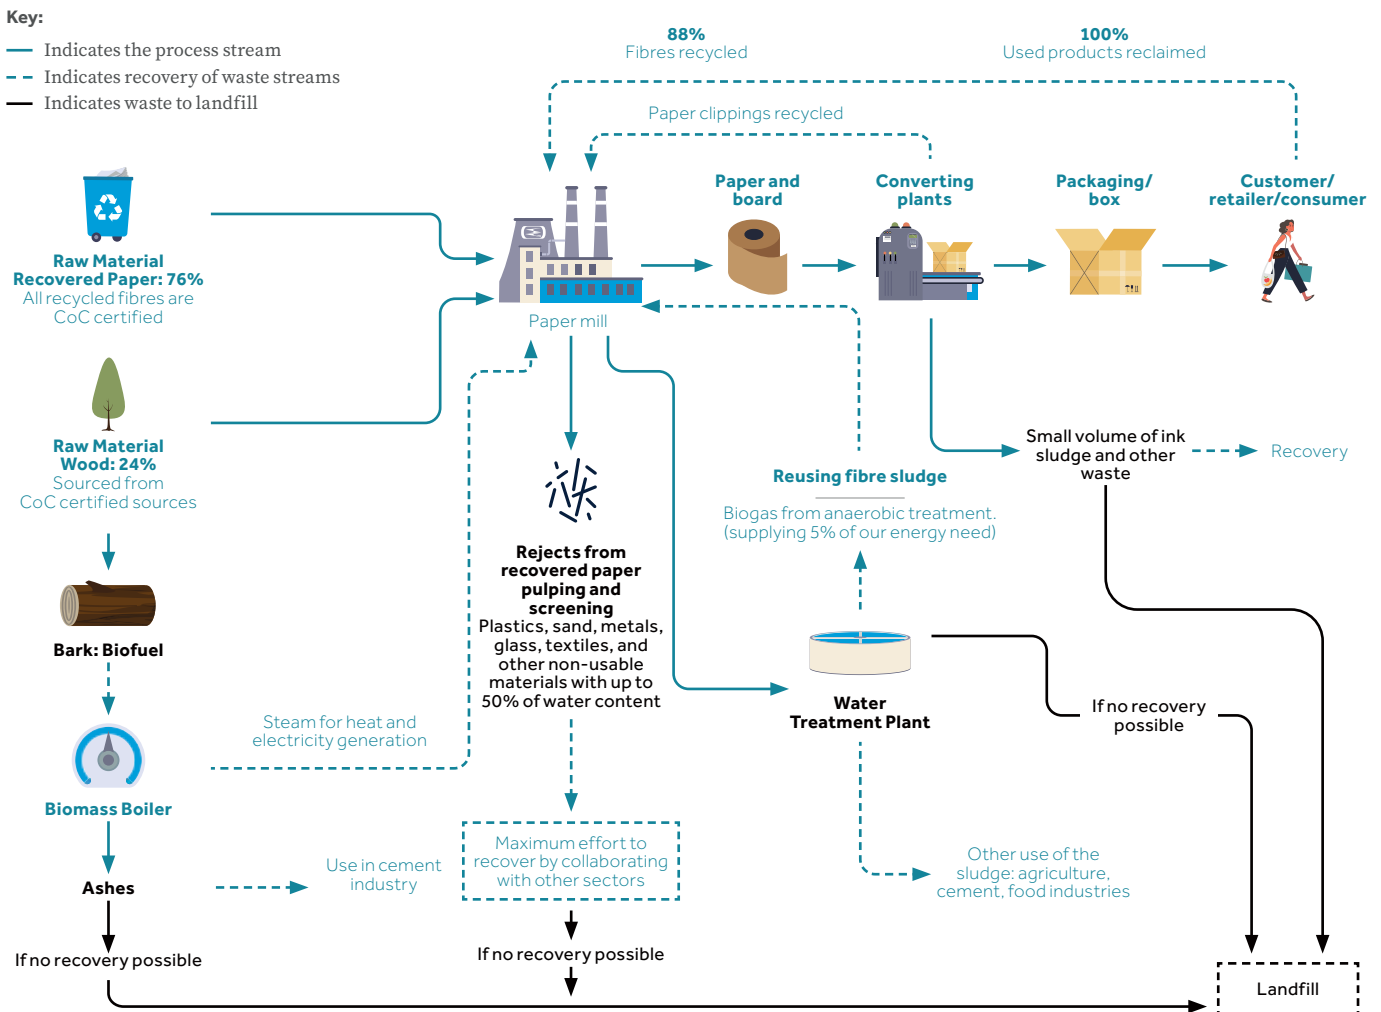 Key:
Indicates the process stream
Indicates recovery of waste streams
Indicates waste to landfill
88%
Fibres recycled
100%
Used products reclaimed
Paper clippings recycled
Raw Material
Recovered Paper: 76%
All recycled fibres are
CoC certified
Paper mill
Paper and
board
Converting
plants
Packaging/
box
Customer/
retailer/consumer
Raw Material
Wood: 24%
Sourced from
CoC certified sources
Small volume of ink
sludge and other
waste
Recovery
Reusing fibre sludge
Biogas from anaerobic treatment.
(supplying 5% of our energy need)
Rejects from
recovered paper
pulping and
screening
Plastics, sand, metals,
glass, textiles, and
other non-usable
materials with up to
50% of water content
Bark: Biofuel
Water
Treatment Plant
If no recovery
possible
Steam for heat and
electricity generation
Biomass Boiler
Maximum effort to
recover by collaborating
with other sectors
Use in cement
industry
Ashes
Other use of the
sludge: agriculture,
cement, food industries
If no recovery possible
If no recovery possible
Landfill